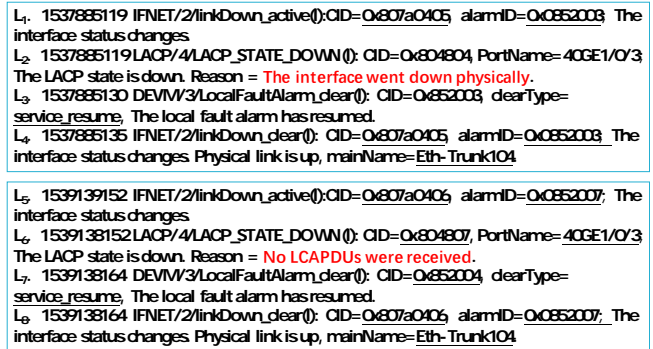 L₁. 1537885119 IFNET/2/linkDown_active(l):CID=0x807a0405, alarmID=0x0852003; The
interface status changes.
L₂. 1537885119 LACP/4/LACP_STATE_DOWN(l): CID=0x804804, PortName=40GE1/0/3;
The LACP state is down. Reason = The interface went down physically.
L₃. 1537885130 DEVIM/3/LocalFaultAlarm_clear(l): CID=0x852003, clearType=
service_resume, The local fault alarm has resumed.
L₄. 1537885135 IFNET/2/linkDown_clear(l): CID=0x807a0405, alarmID=0x0852003; The
interface status changes. Physical link is up, mainName=Eth-Trunk104.
L₅. 1539139152 IFNET/2/linkDown_active(l):CID=0x807a0406, alarmID=0x0852007; The
interface status changes.
L₆. 1539138152 LACP/4/LACP_STATE_DOWN(l): CID=0x804807, PortName=40GE1/0/3;
The LACP state is down. Reason = No LCAPDUs were received.
L₇. 1539138164 DEVIM/3/LocalFaultAlarm_clear(l): CID=0x852004, clearType=
service_resume, The local fault alarm has resumed.
L₈. 1539138164 IFNET/2/linkDown_clear(l): CID=0x807a0406, alarmID=0x0852007; The
interface status changes. Physical link is up, mainName=Eth-Trunk104.